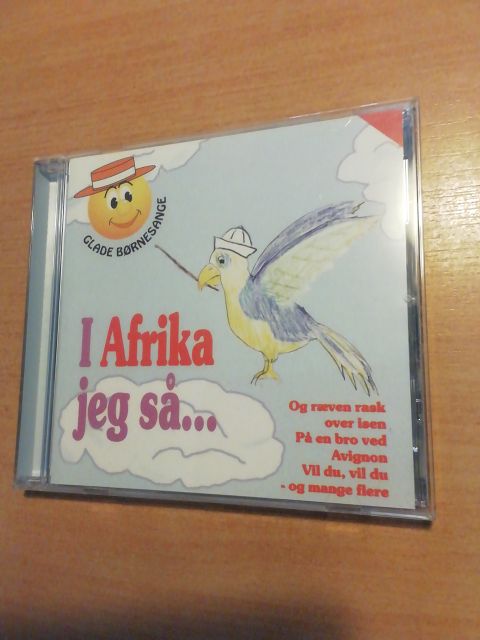 GLADE BØRNESANGE
I Afrika
jeg så...
Og ræven rask
over isen
På en bro ved
Avignon
Vil du, vil du
- og mange flere